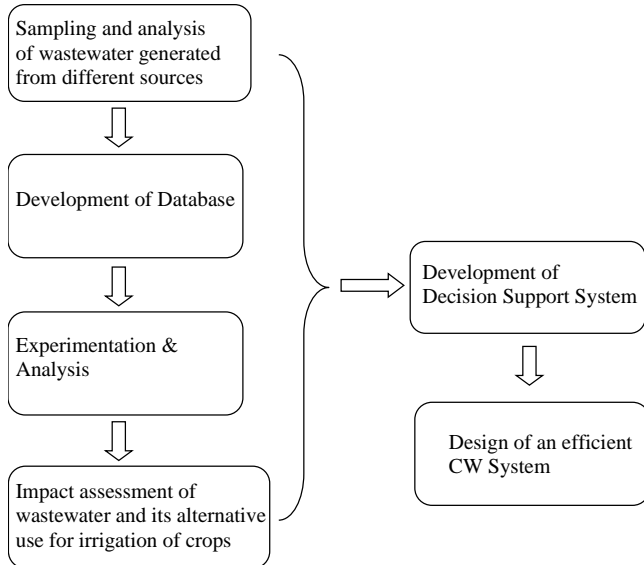 Sampling and analysis
of wastewater generated
from different sources
Development of Database
Experimentation &
Analysis
Impact assessment of
wastewater and its alternative
use for irrigation of crops
Development of
Decision Support System
Design of an efficient
CW System